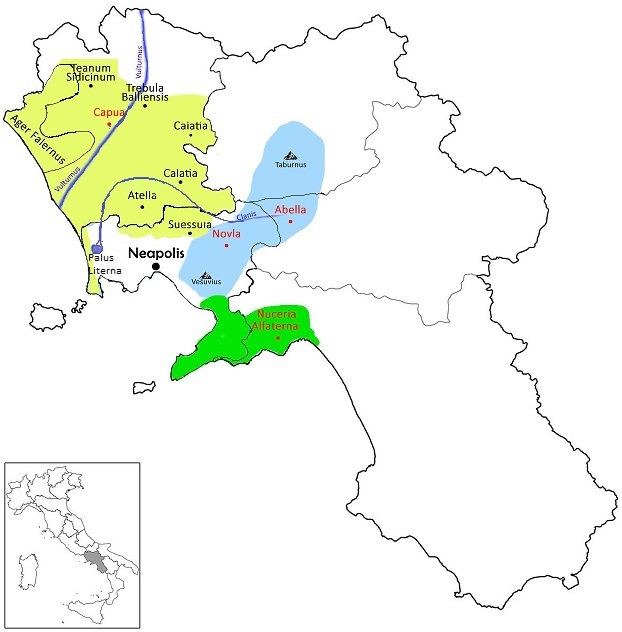 Vulturnus
Teanum
Sidicinum
Trebula
Balliensis
Capua
Ager Falernus
Caiatia
Taburnus
Vulturnus
Calatia
Atella
Abella
Clanis
Suessula
Novla
Neapolis
Palus
Literna
Vesuvius
Nuceria
Alfaterna